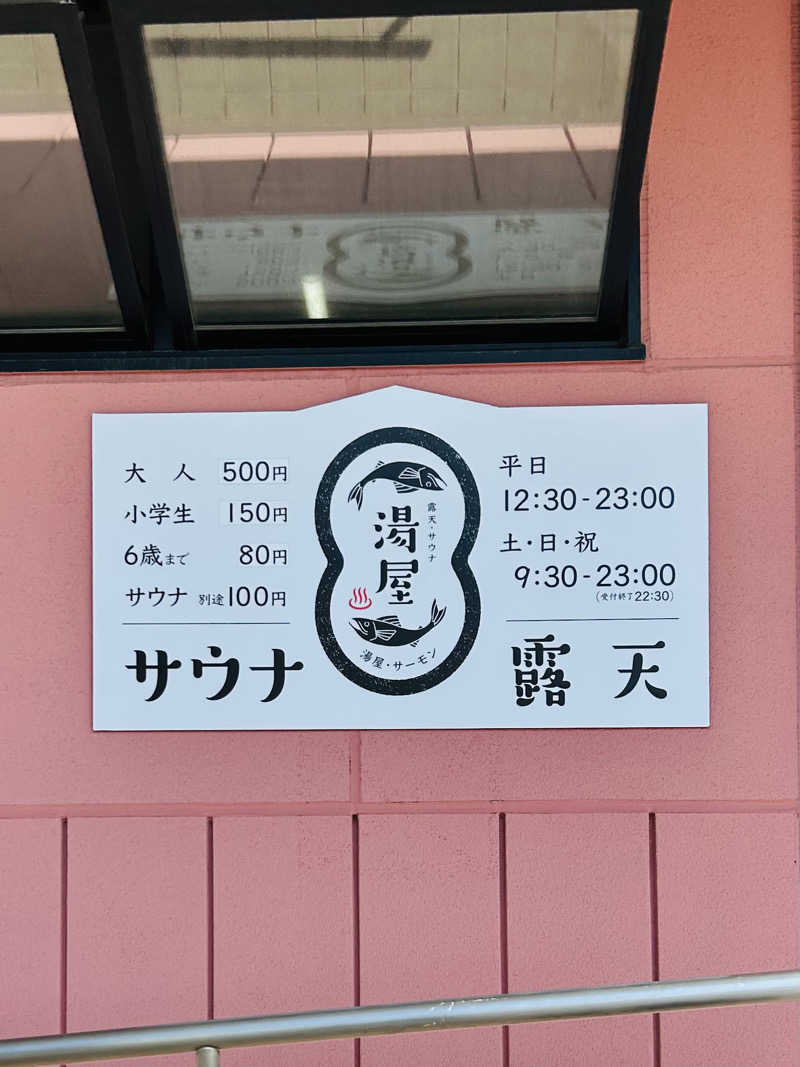 大人 500円
小学生 150円
6歳まで 80円
サウナ 別途100円
サウナ
露天・サウナ
湯屋
湯屋・サーモン
平日
12:30-23:00
土・日・祝
9:30-23:00
(受付終了22:30)
露天